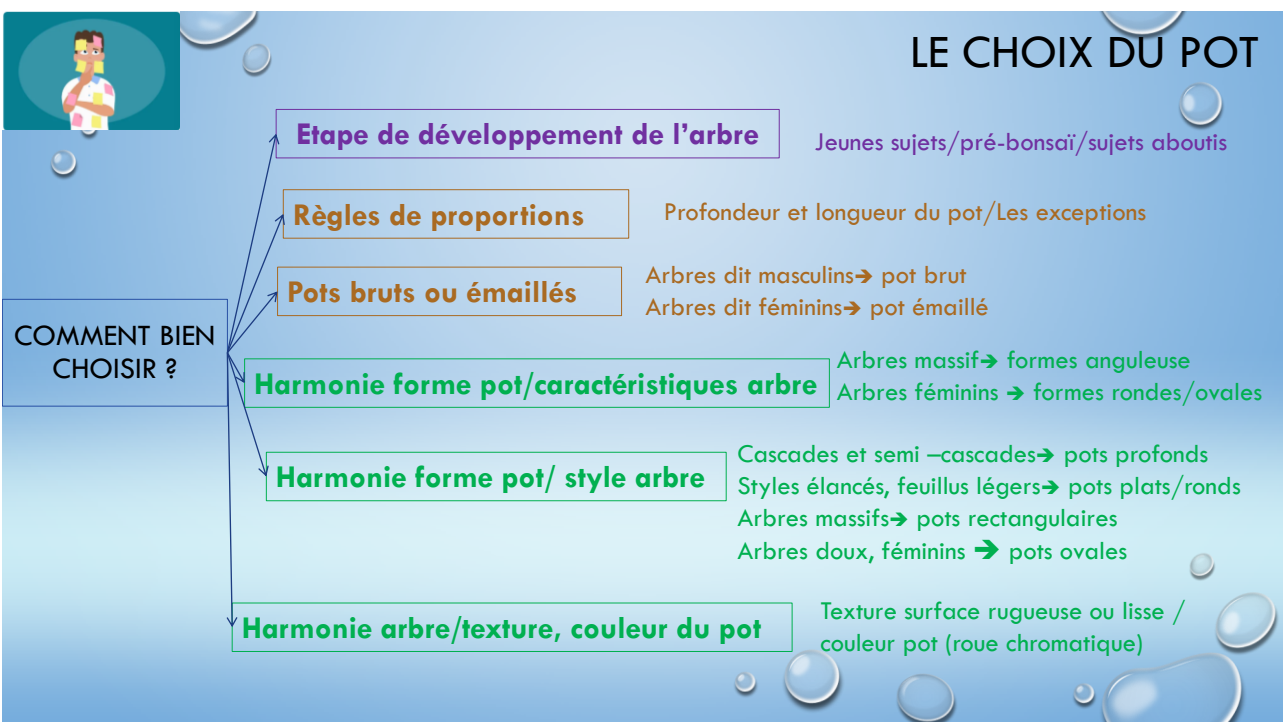 LE CHOIX DU POT
Etape de développement de l’arbre
Jeunes sujets/pré-bonsaï/sujets aboutis
Règles de proportions
Profondeur et longueur du pot/Les exceptions
Pots bruts ou émaillés
Arbres dit masculins➔ pot brut
Arbres dit féminins➔ pot émaillé
COMMENT BIEN
CHOISIR ?
Harmonie forme pot/caractéristiques arbre
Arbres massif➔ formes anguleuse
Arbres féminins ➔ formes rondes/ovales
Harmonie forme pot/ style arbre
Cascades et semi –cascades➔ pots profonds
Styles élancés, feuillus légers➔ pots plats/ronds
Arbres massifs➔ pots rectangulaires
Arbres doux, féminins ➔ pots ovales
Harmonie arbre/texture, couleur du pot
Texture surface rugueuse ou lisse /
couleur pot (roue chromatique)